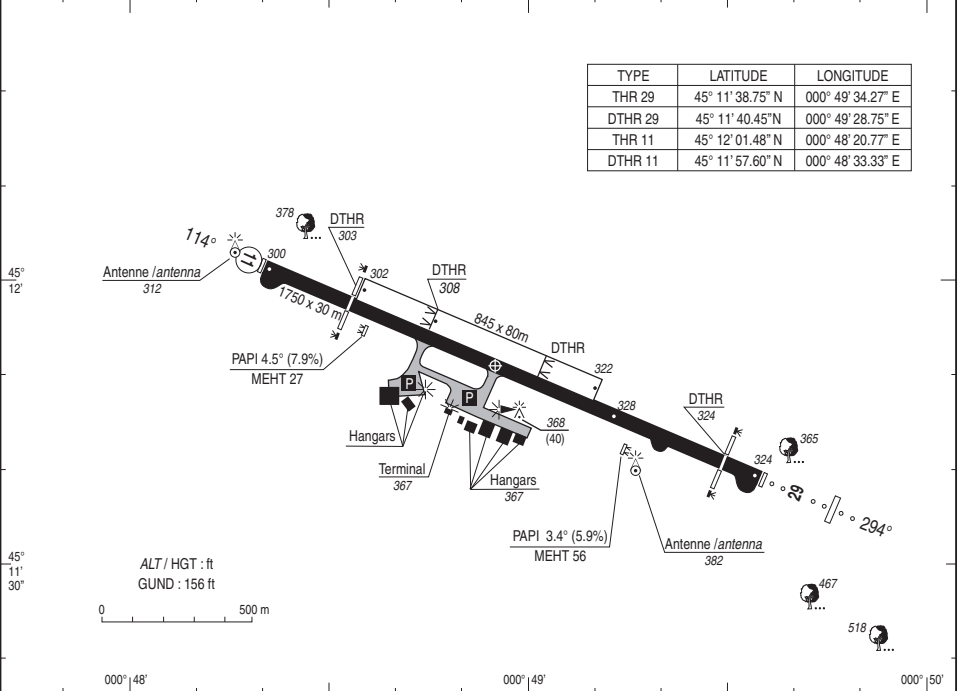 TYPE LATITUDE LONGITUDE
THR 29 45° 11' 38.75" N 000° 49' 34.27" E
DTHR 29 45° 11' 40.45"N 000° 49' 28.75" E
THR 11 45° 12' 01.48" N 000° 48' 20.77" E
DTHR 11 45° 11' 57.60" N 000° 48' 33.33" E
378
DTHR
303
114°
11
300
Antenne /antenna
312
302
DTHR
308
45°
12'
1750 x 30 m
845 x 80m
PAPI 4.5° (7.9%)
MEHT 27
DTHR
322
P
P
328
DTHR
324
368
(40)
Hangars
365
Terminal
367
Hangars
367
324
29
294°
PAPI 3.4° (5.9%)
MEHT 56
Antenne /antenna
382
45°
11'
30"
ALT / HGT : ft
GUND : 156 ft
0 500 m
467
518
000° 48'
000° 49'
000° 50'